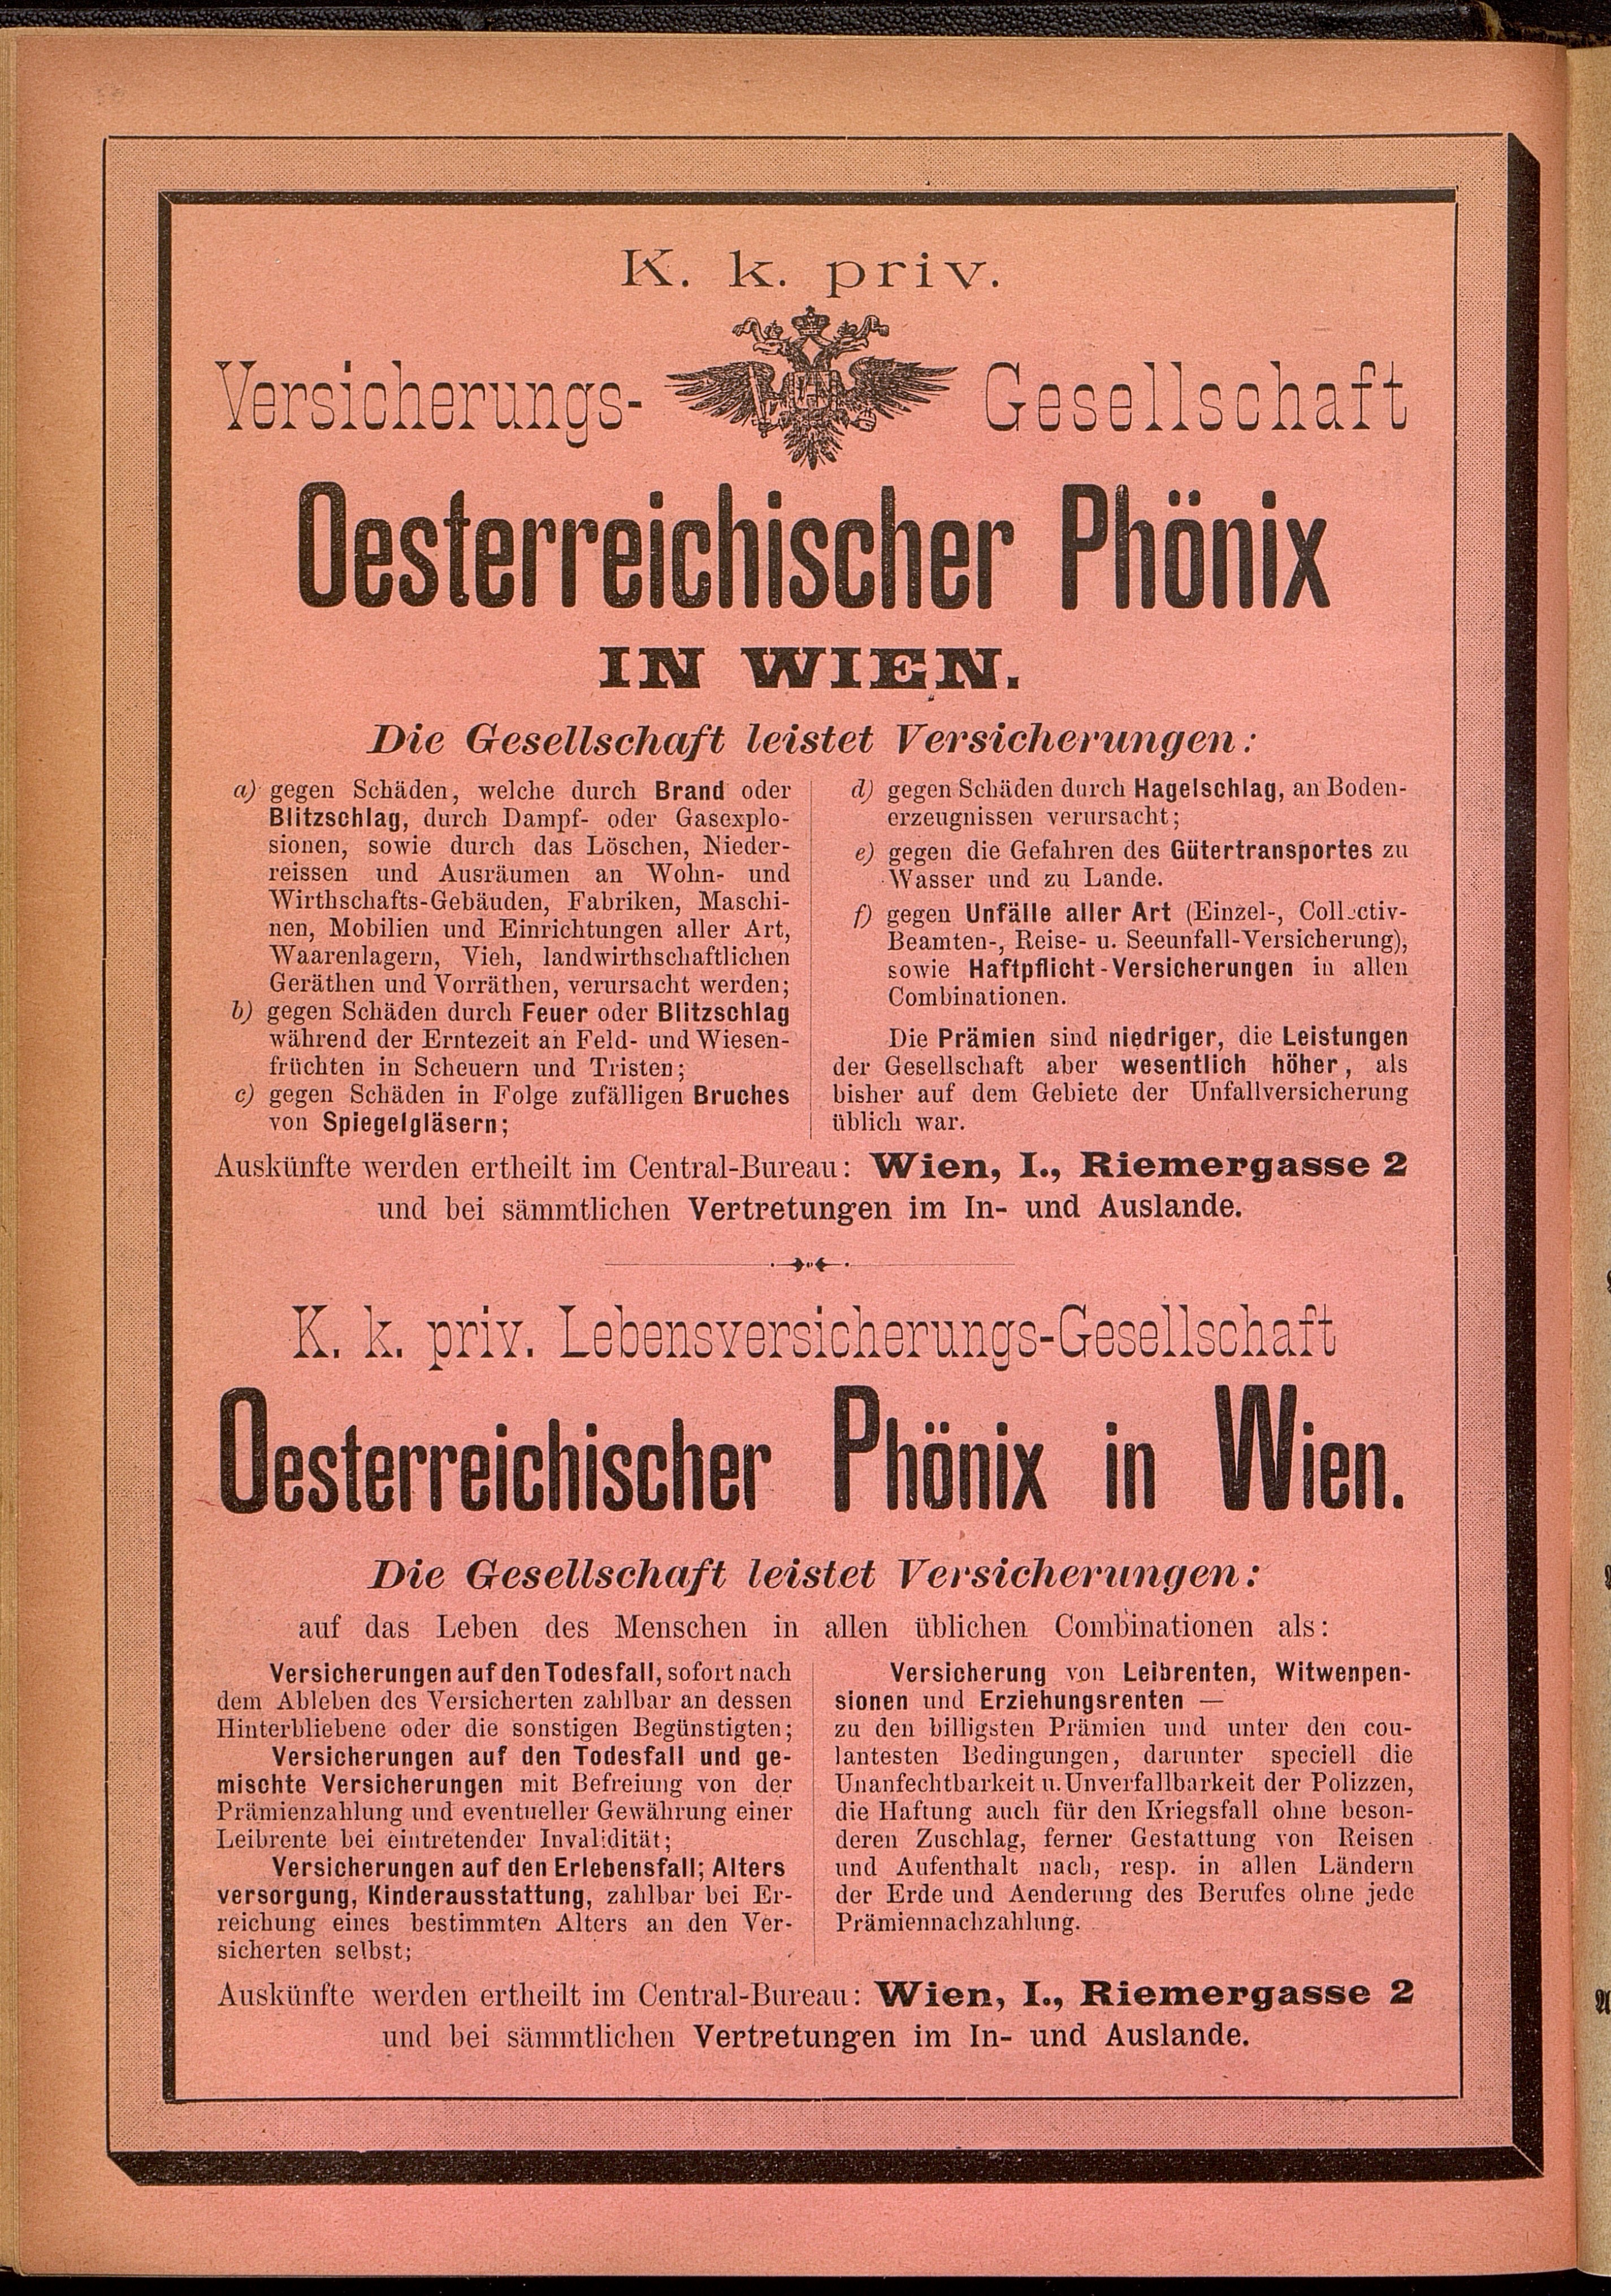 K. k. priv.
Versicherungs- Gesellschaft
Oesterreichischer Phönix
IN WIEN.
Die Gesellschaft leistet Versicherungen:
a) gegen Schäden, welche durch Brand oder
Blitzschlag, durch Dampf- oder Gasexplo-
sionen, sowie durch das Löschen, Nieder-
reissen und Ausräumen an Wohn- und
Wirthschafts-Gebäuden, Fabriken, Maschi-
nen, Mobilien und Einrichtungen aller Art,
Waarenlagern, Vieh, landwirthschaftlichen
Geräthen und Vorräthen, verursacht werden;
b) gegen Schäden durch Feuer oder Blitzschlag
während der Erntezeit an Feld- und Wiesen-
früchten in Scheuern und Tristen;
c) gegen Schäden in Folge zufälligen Bruches
von Spiegelgläsern;
d) gegen Schäden durch Hagelschlag, an Boden-
erzeugnissen verursacht;
e) gegen die Gefahren des Gütertransportes zu
Wasser und zu Lande.
f) gegen Unfälle aller Art (Einzel-, Collectiv-
Beamten-, Reise- u. Seeunfall-Versicherung),
sowie Haftpflicht-Versicherungen in allen
Combinationen.
Die Prämien sind niedriger, die Leistungen
der Gesellschaft aber wesentlich höher, als
bisher auf dem Gebiete der Unfallversicherung
üblich war.
Auskünfte werden ertheilt im Central-Bureau: Wien, I., Riemergasse 2
und bei sämmtlichen Vertretungen im In- und Auslande.
K. k. priv. Lebensversicherungs-Gesellschaft
Oesterreichischer Phönix in Wien.
Die Gesellschaft leistet Versicherungen:
auf das Leben des Menschen in allen üblichen Combinationen als:
Versicherungen auf den Todesfall, sofort nach
dem Ableben des Versicherten zahlbar an dessen
Hinterbliebene oder die sonstigen Begünstigten;
Versicherungen auf den Todesfall und ge-
mischte Versicherungen mit Befreiung von der
Prämienzahlung und eventueller Gewährung einer
Leibrente bei eintretender Invalidität;
Versicherungen auf den Erlebensfall; Alters
versorgung, Kinderausstattung, zahlbar bei Er-
reichung eines bestimmten Alters an den Ver-
sicherten selbst;
Versicherung von Leibrenten, Witwenpen-
sionen und Erziehungsrenten —
zu den billigsten Prämien und unter den cou-
lantesten Bedingungen, darunter speciell die
Unanfechtbarkeit u. Unverfallbarkeit der Polizzen,
die Haftung auch für den Kriegsfall ohne beson-
deren Zuschlag, ferner Gestattung von Reisen
und Aufenthalt nach, resp. in allen Ländern
der Erde und Aenderung des Berufes ohne jede
Prämiennachzahlung.
Auskünfte werden ertheilt im Central-Bureau: Wien, I., Riemergasse 2
und bei sämmtlichen Vertretungen im In- und Auslande.